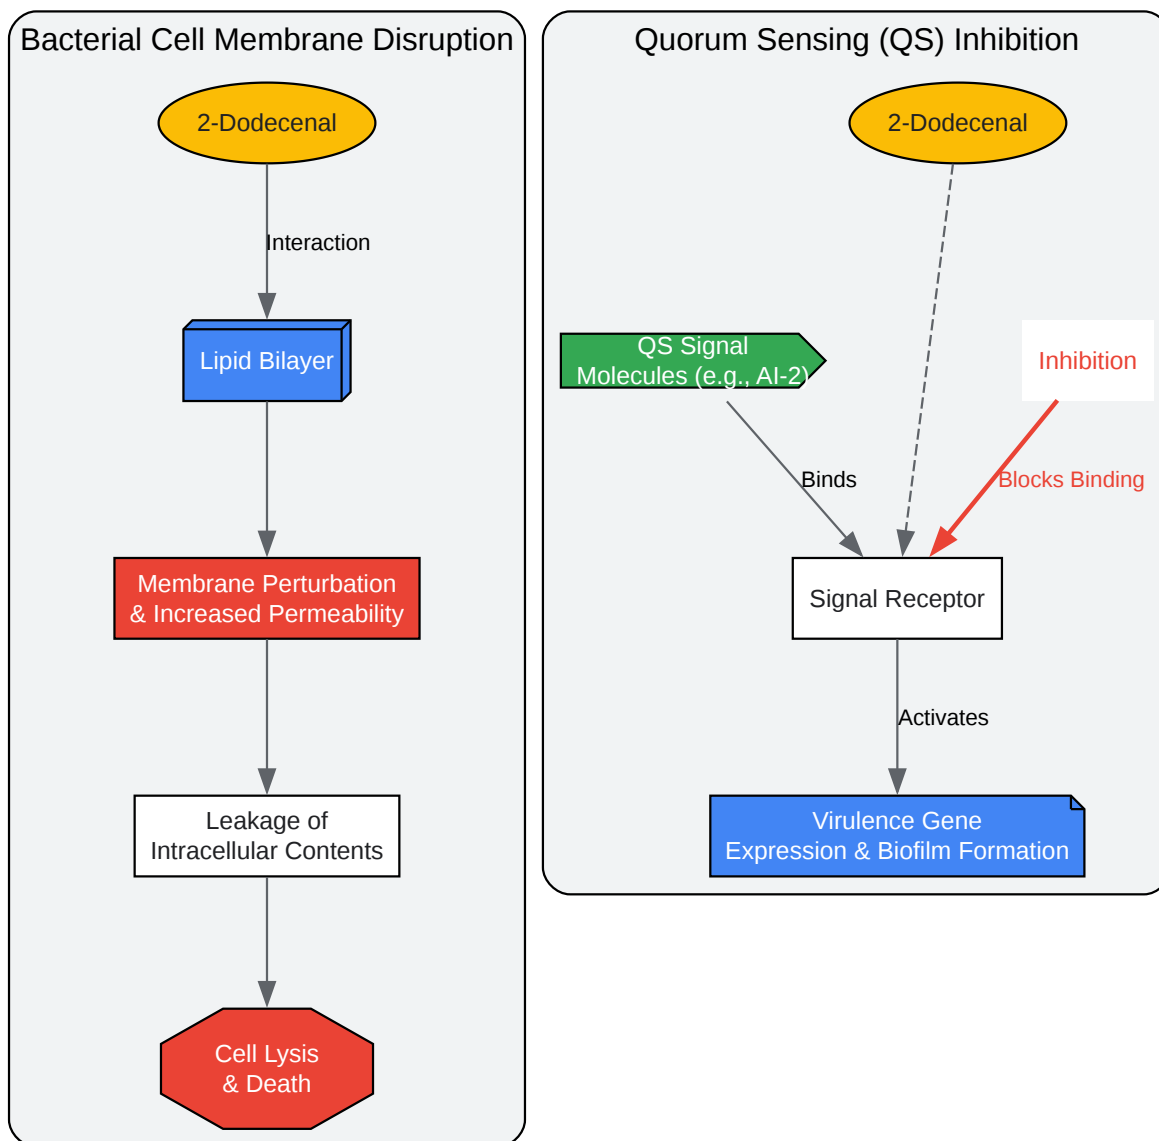 Bacterial Cell Membrane Disruption
2-Dodecenal
Interaction
Lipid Bilayer
Membrane Perturbation
& Increased Permeability
Leakage of
Intracellular Contents
Cell Lysis
& Death
Quorum Sensing (QS) Inhibition
2-Dodecenal
QS Signal
Molecules (e.g., AI-2)
Inhibition
Binds
Blocks Binding
Signal Receptor
Activates
Virulence Gene
Expression & Biofilm Formation